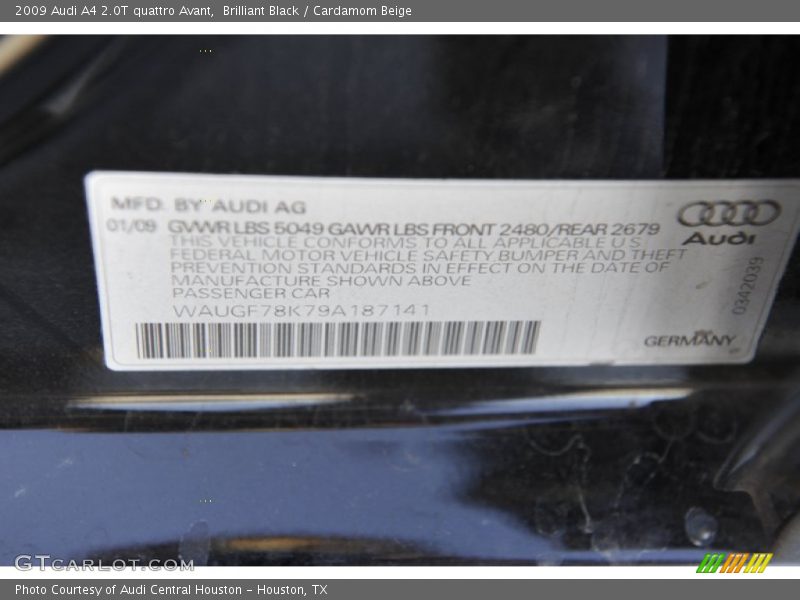 2009 Audi A4 2.0T quattro Avant,  Brilliant Black / Cardamom Beige
MFD. BY AUDI AG
01/09 GVWR LBS 5049 GAWR LBS FRONT 2480/REAR 2679
THIS VEHICLE CONFORMS TO ALL APPLICABLE U S
FEDERAL MOTOR VEHICLE SAFETY BUMPER AND THEFT
PREVENTION STANDARDS IN EFFECT ON THE DATE OF
MANUFACTURE SHOWN ABOVE
PASSENGER CAR
WAUGF78K79A187141
Audi
0342039
GERMANY
GTCARLOT.COM
Photo Courtesy of Audi Central Houston - Houston, TX